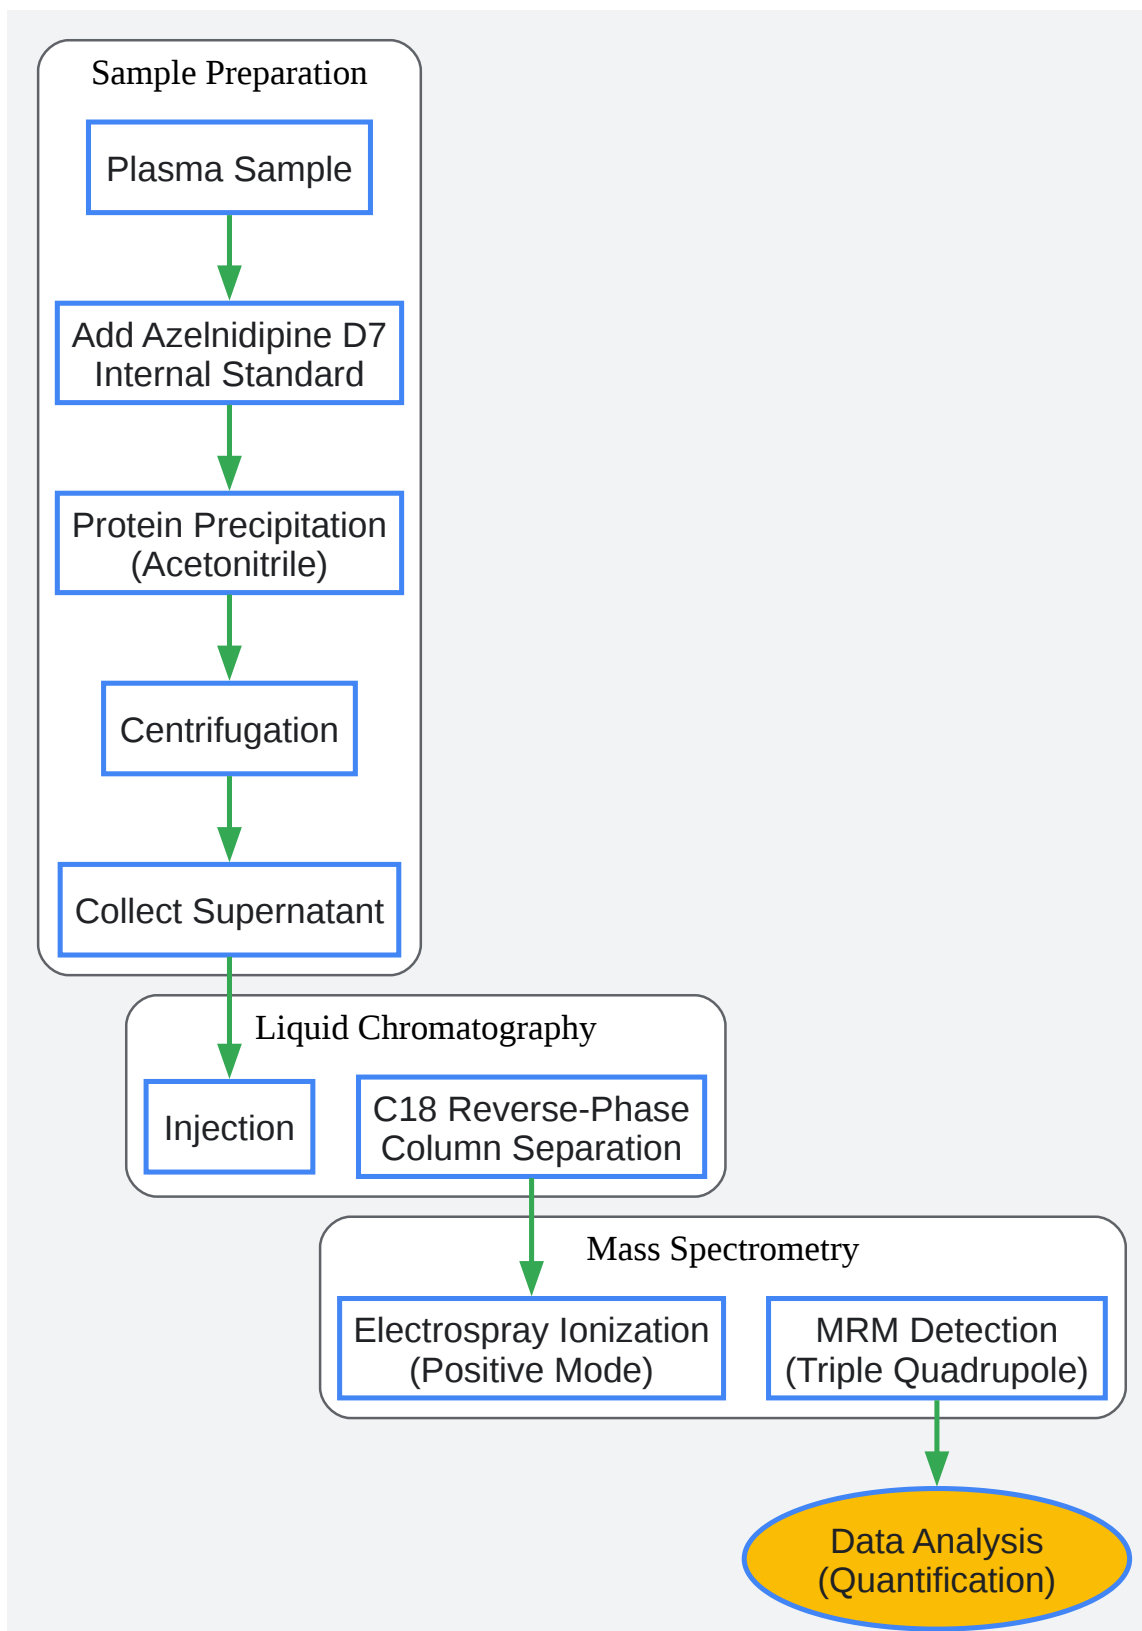 Sample Preparation
Plasma Sample
Add Azelnidipine D7
Internal Standard
Protein Precipitation
(Acetonitrile)
Centrifugation
Collect Supernatant
Liquid Chromatography
Injection
C18 Reverse-Phase
Column Separation
Mass Spectrometry
Electrospray Ionization
(Positive Mode)
MRM Detection
(Triple Quadrupole)
Data Analysis
(Quantification)